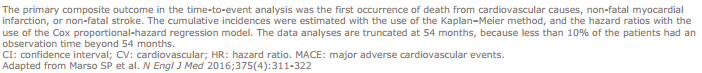 The primary composite outcome in the time-to-event analysis was the first occurrence of death from cardiovascular causes, non-fatal myocardial
infarction, or non-fatal stroke. The cumulative incidences were estimated with the use of the Kaplan–Meier method, and the hazard ratios with the
use of the Cox proportional-hazard regression model. The data analyses are truncated at 54 months, because less than 10% of the patients had an
observation time beyond 54 months.
CI: confidence interval; CV: cardiovascular; HR: hazard ratio. MACE: major adverse cardiovascular events.
Adapted from Marso SP et al. N Engl J Med 2016;375(4):311-322